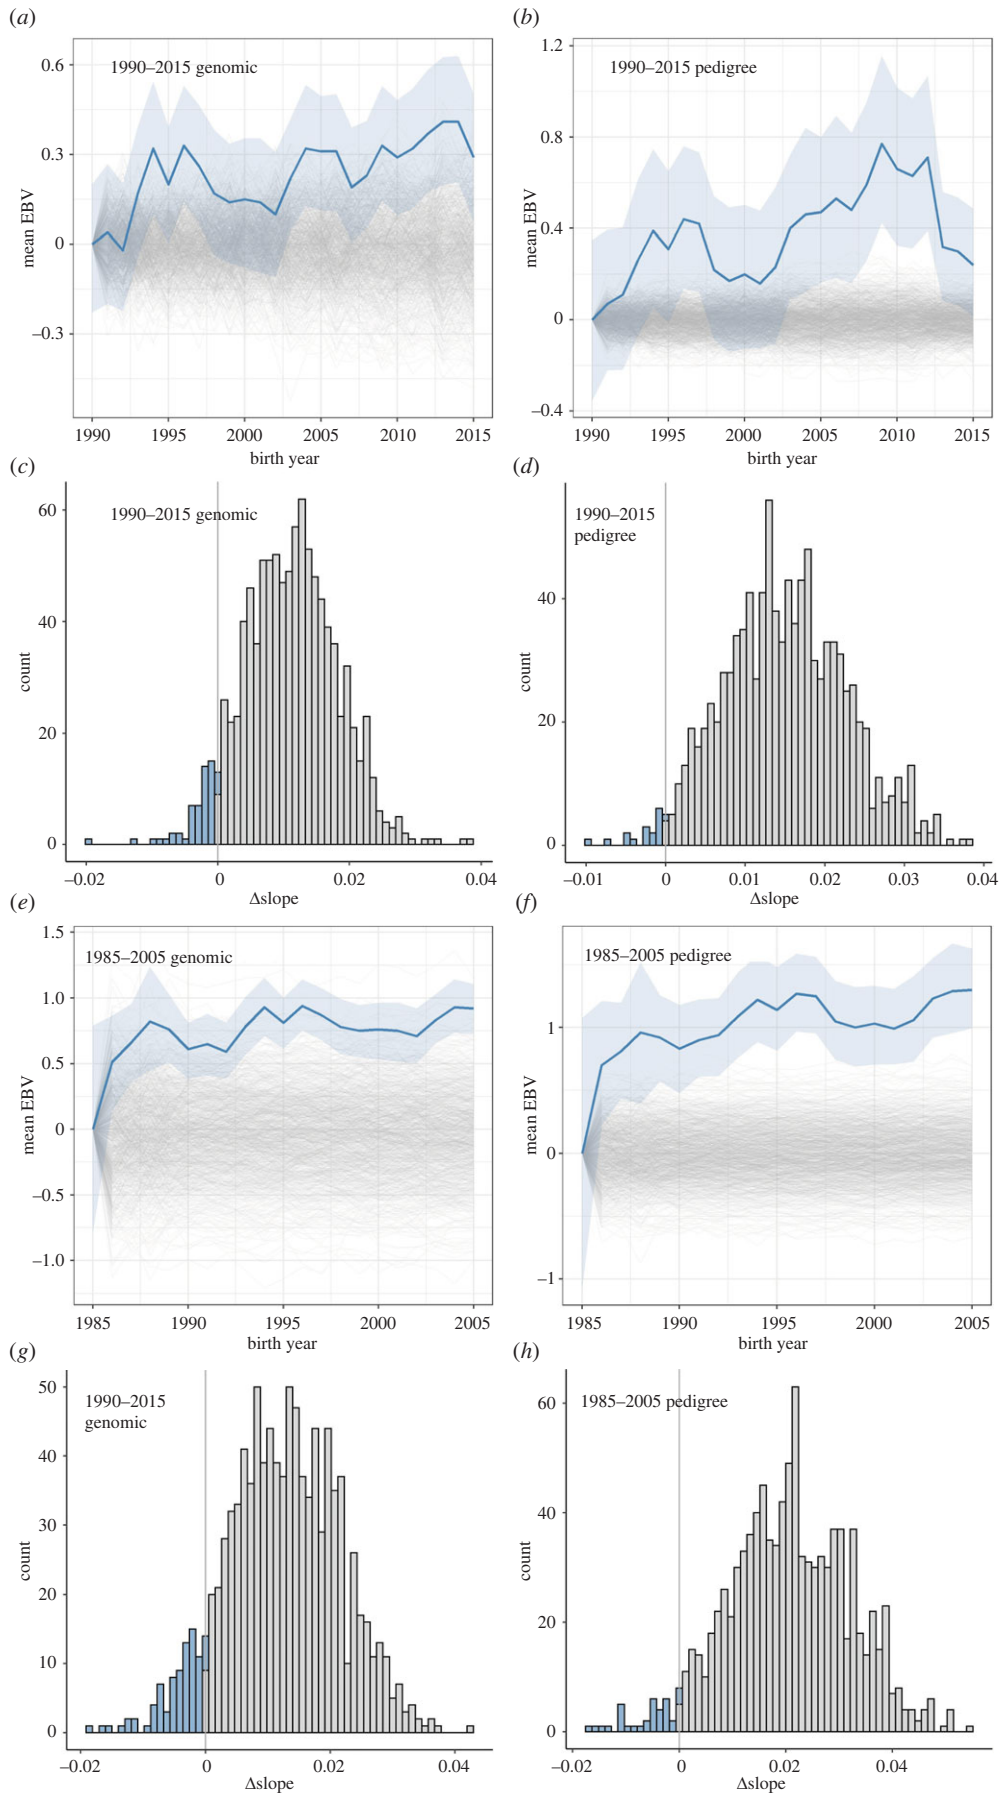 (a)
(b)
1990–2015 genomic
1990–2015 pedigree
mean EBV
0.6
0.3
0
–0.3
1990 1995 2000 2005 2010 2015
birth year
mean EBV
1.2
0.8
0.4
0
–0.4
1990 1995 2000 2005 2010 2015
birth year
(c)
(d)
1990–2015 genomic
1990–2015
pedigree
count
60
40
20
0
–0.02 0 0.02 0.04
Δslope
count
40
20
0
–0.01 0 0.01 0.02 0.03 0.04
Δslope
(e)
(f)
1985–2005 genomic
1985–2005 pedigree
mean EBV
1.5
1.0
0.5
0
–0.5
–1.0
1985 1990 1995 2000 2005
birth year
mean EBV
1
0
–1
1985 1990 1995 2000 2005
birth year
(g)
(h)
1990–2015
genomic
1985–2005 pedigree
count
50
40
30
20
10
0
–0.02 0 0.02 0.04
Δslope
count
60
40
20
0
–0.02 0 0.02 0.04
Δslope